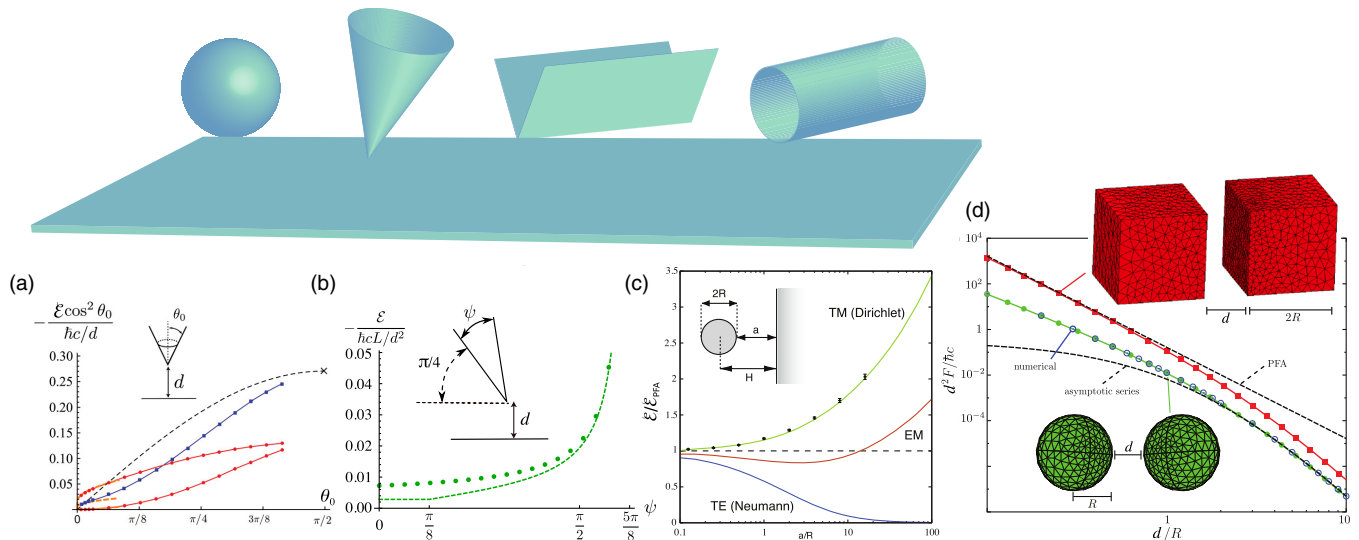 (a)
− ℰcos² θ₀ / ħc/d
θ₀
d
0.30
0.25
0.20
0.15
0.10
0.05
0
π/8
π/4
3π/8
π/2
θ₀
(b)
− ℰ / ħcL/d²
ψ
π/4
d
0.05
0.04
0.03
0.02
0.01
0.00
0
π/8
π/2
5π/8
ψ
(c)
ℰ/ℰPFA
3.5
3
2.5
2
1.5
1
0.5
0
2R
a
H
TM (Dirichlet)
EM
TE (Neumann)
0.1
1
10
100
a/R
(d)
d²F/ħc
10⁴
10²
1
10⁻²
10⁻⁴
d
2R
numerical
asymptotic series
PFA
d
R
1.0
10
d/R